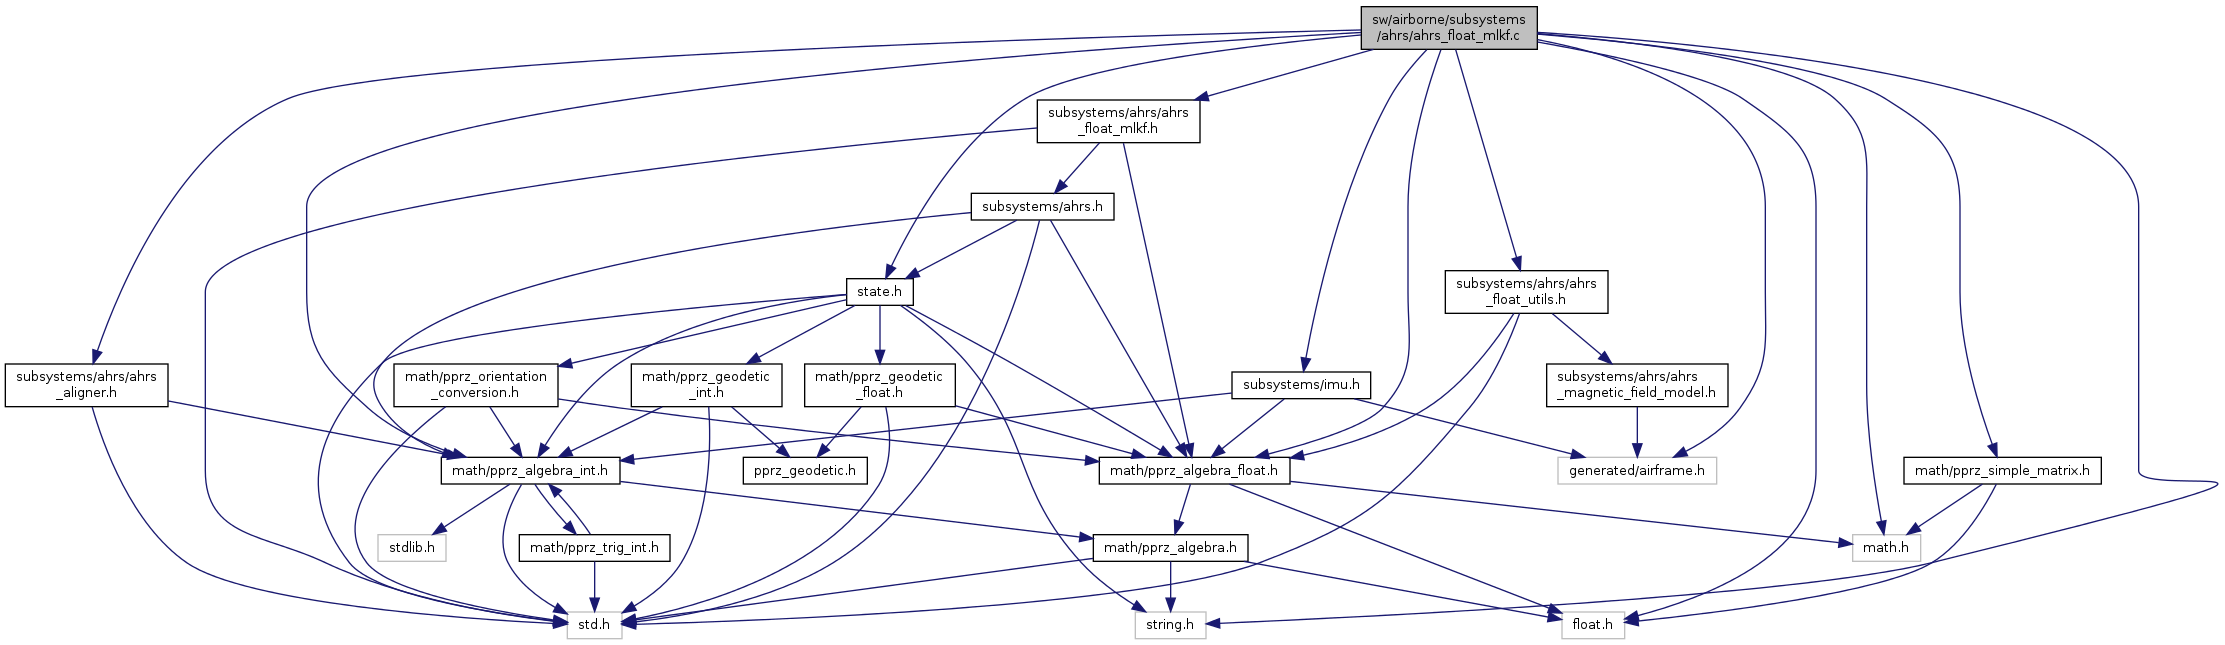 sw/airborne/subsystems
/ahrs/ahrs_float_mlkf.c
subsystems/ahrs/ahrs
_float_mlkf.h
subsystems/ahrs.h
state.h
subsystems/ahrs/ahrs
_float_utils.h
subsystems/ahrs/ahrs
_aligner.h
math/pprz_orientation
_conversion.h
math/pprz_geodetic
_int.h
math/pprz_geodetic
_float.h
subsystems/imu.h
subsystems/ahrs/ahrs
_magnetic_field_model.h
math/pprz_algebra_int.h
pprz_geodetic.h
math/pprz_algebra_float.h
generated/airframe.h
math/pprz_simple_matrix.h
stdlib.h
math/pprz_trig_int.h
math/pprz_algebra.h
math.h
std.h
string.h
float.h